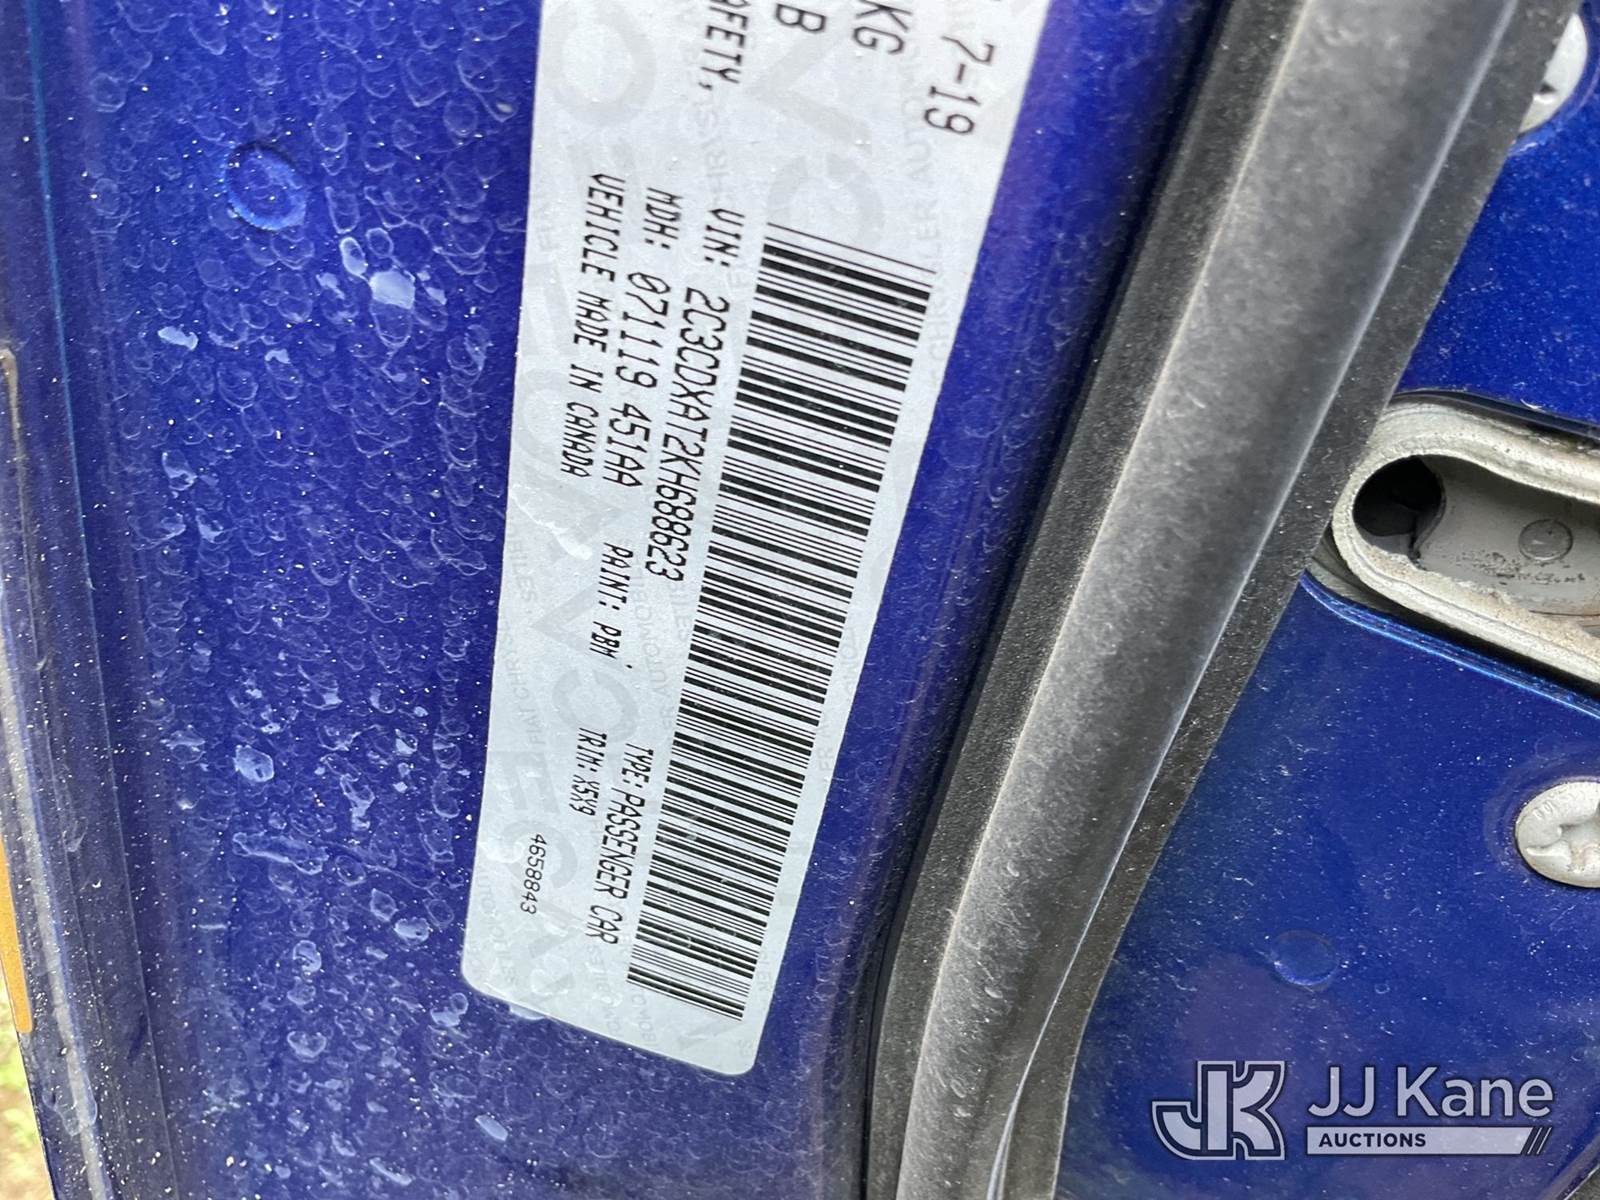 7-19
KG
B
AFETY,
VIN: 2C3CDXAT2KH688623
MDH: 071119 451AA
VEHICLE MADE IN CANADA
PAINT: PBM
TYPE: PASSENGER CAR
TRIM: X5X9
4658843
JJ Kane
AUCTIONS